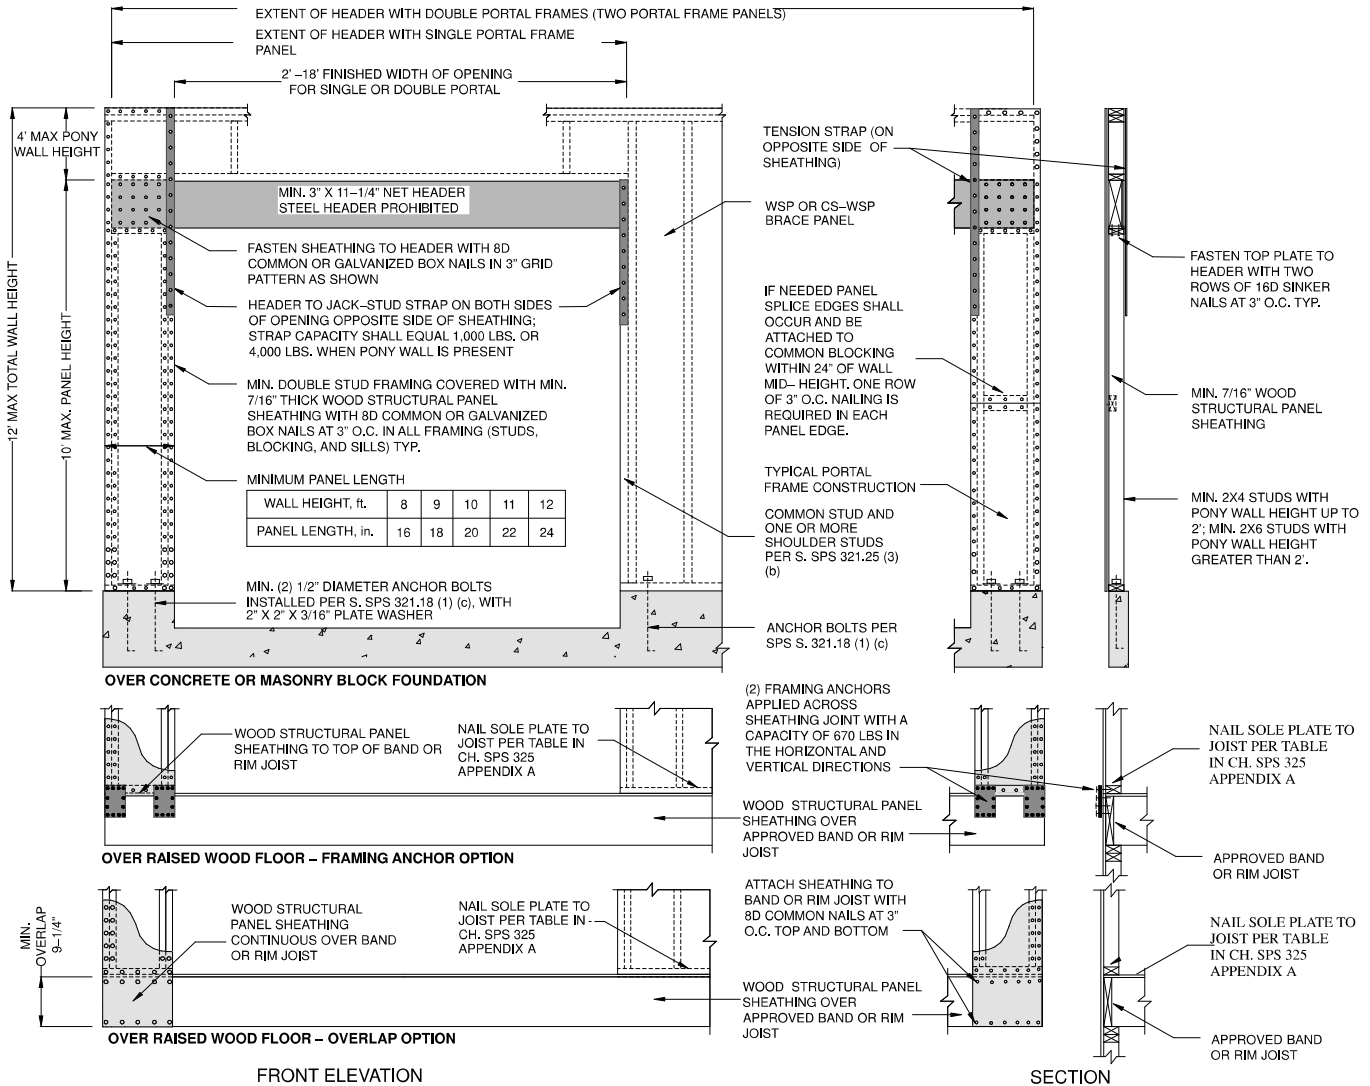 EXTENT OF HEADER WITH DOUBLE PORTAL FRAMES (TWO PORTAL FRAME PANELS)
EXTENT OF HEADER WITH SINGLE PORTAL FRAME
PANEL
2' –18' FINISHED WIDTH OF OPENING
FOR SINGLE OR DOUBLE PORTAL
4' MAX PONY
WALL HEIGHT
12' MAX TOTAL WALL HEIGHT
10' MAX. PANEL HEIGHT
MIN. 3" X 11–1/4" NET HEADER
STEEL HEADER PROHIBITED
FASTEN SHEATHING TO HEADER WITH 8D
COMMON OR GALVANIZED BOX NAILS IN 3" GRID
PATTERN AS SHOWN
HEADER TO JACK–STUD STRAP ON BOTH SIDES
OF OPENING OPPOSITE SIDE OF SHEATHING;
STRAP CAPACITY SHALL EQUAL 1,000 LBS. OR
4,000 LBS. WHEN PONY WALL IS PRESENT
MIN. DOUBLE STUD FRAMING COVERED WITH MIN.
7/16" THICK WOOD STRUCTURAL PANEL
SHEATHING WITH 8D COMMON OR GALVANIZED
BOX NAILS AT 3" O.C. IN ALL FRAMING (STUDS,
BLOCKING, AND SILLS) TYP.
MINIMUM PANEL LENGTH
WALL HEIGHT, ft. 8 9 10 11 12
PANEL LENGTH, in. 16 18 20 22 24
MIN. (2) 1/2" DIAMETER ANCHOR BOLTS
INSTALLED PER S. SPS 321.18 (1) (c), WITH
2" X 2" X 3/16" PLATE WASHER
TENSION STRAP (ON
OPPOSITE SIDE OF
SHEATHING)
WSP OR CS–WSP
BRACE PANEL
IF NEEDED PANEL
SPLICE EDGES SHALL
OCCUR AND BE
ATTACHED TO
COMMON BLOCKING
WITHIN 24" OF WALL
MID– HEIGHT. ONE ROW
OF 3" O.C. NAILING IS
REQUIRED IN EACH
PANEL EDGE.
TYPICAL PORTAL
FRAME CONSTRUCTION
COMMON STUD AND
ONE OR MORE
SHOULDER STUDS
PER S. SPS 321.25 (3)
(b)
ANCHOR BOLTS PER
SPS S. 321.18 (1) (c)
FASTEN TOP PLATE TO
HEADER WITH TWO
ROWS OF 16D SINKER
NAILS AT 3" O.C. TYP.
MIN. 7/16" WOOD
STRUCTURAL PANEL
SHEATHING
MIN. 2X4 STUDS WITH
PONY WALL HEIGHT UP TO
2'; MIN. 2X6 STUDS WITH
PONY WALL HEIGHT
GREATER THAN 2'.
OVER CONCRETE OR MASONRY BLOCK FOUNDATION
WOOD STRUCTURAL PANEL
SHEATHING TO TOP OF BAND OR
RIM JOIST
NAIL SOLE PLATE TO
JOIST PER TABLE IN
CH. SPS 325
APPENDIX A
(2) FRAMING ANCHORS
APPLIED ACROSS
SHEATHING JOINT WITH A
CAPACITY OF 670 LBS IN
THE HORIZONTAL AND
VERTICAL DIRECTIONS
WOOD STRUCTURAL PANEL
SHEATHING OVER
APPROVED BAND OR RIM
JOIST
NAIL SOLE PLATE TO
JOIST PER TABLE
IN CH. SPS 325
APPENDIX A
APPROVED BAND
OR RIM JOIST
OVER RAISED WOOD FLOOR – FRAMING ANCHOR OPTION
MIN.
OVERLAP
9–1/4"
WOOD STRUCTURAL
PANEL SHEATHING
CONTINUOUS OVER BAND
OR RIM JOIST
NAIL SOLE PLATE TO
JOIST PER TABLE IN
CH. SPS 325
APPENDIX A
ATTACH SHEATHING TO
BAND OR RIM JOIST WITH
8D COMMON NAILS AT 3"
O.C. TOP AND BOTTOM
WOOD STRUCTURAL PANEL
SHEATHING OVER
APPROVED BAND OR RIM
JOIST
NAIL SOLE PLATE TO
JOIST PER TABLE
IN CH. SPS 325
APPENDIX A
APPROVED BAND
OR RIM JOIST
OVER RAISED WOOD FLOOR – OVERLAP OPTION
FRONT ELEVATION
SECTION